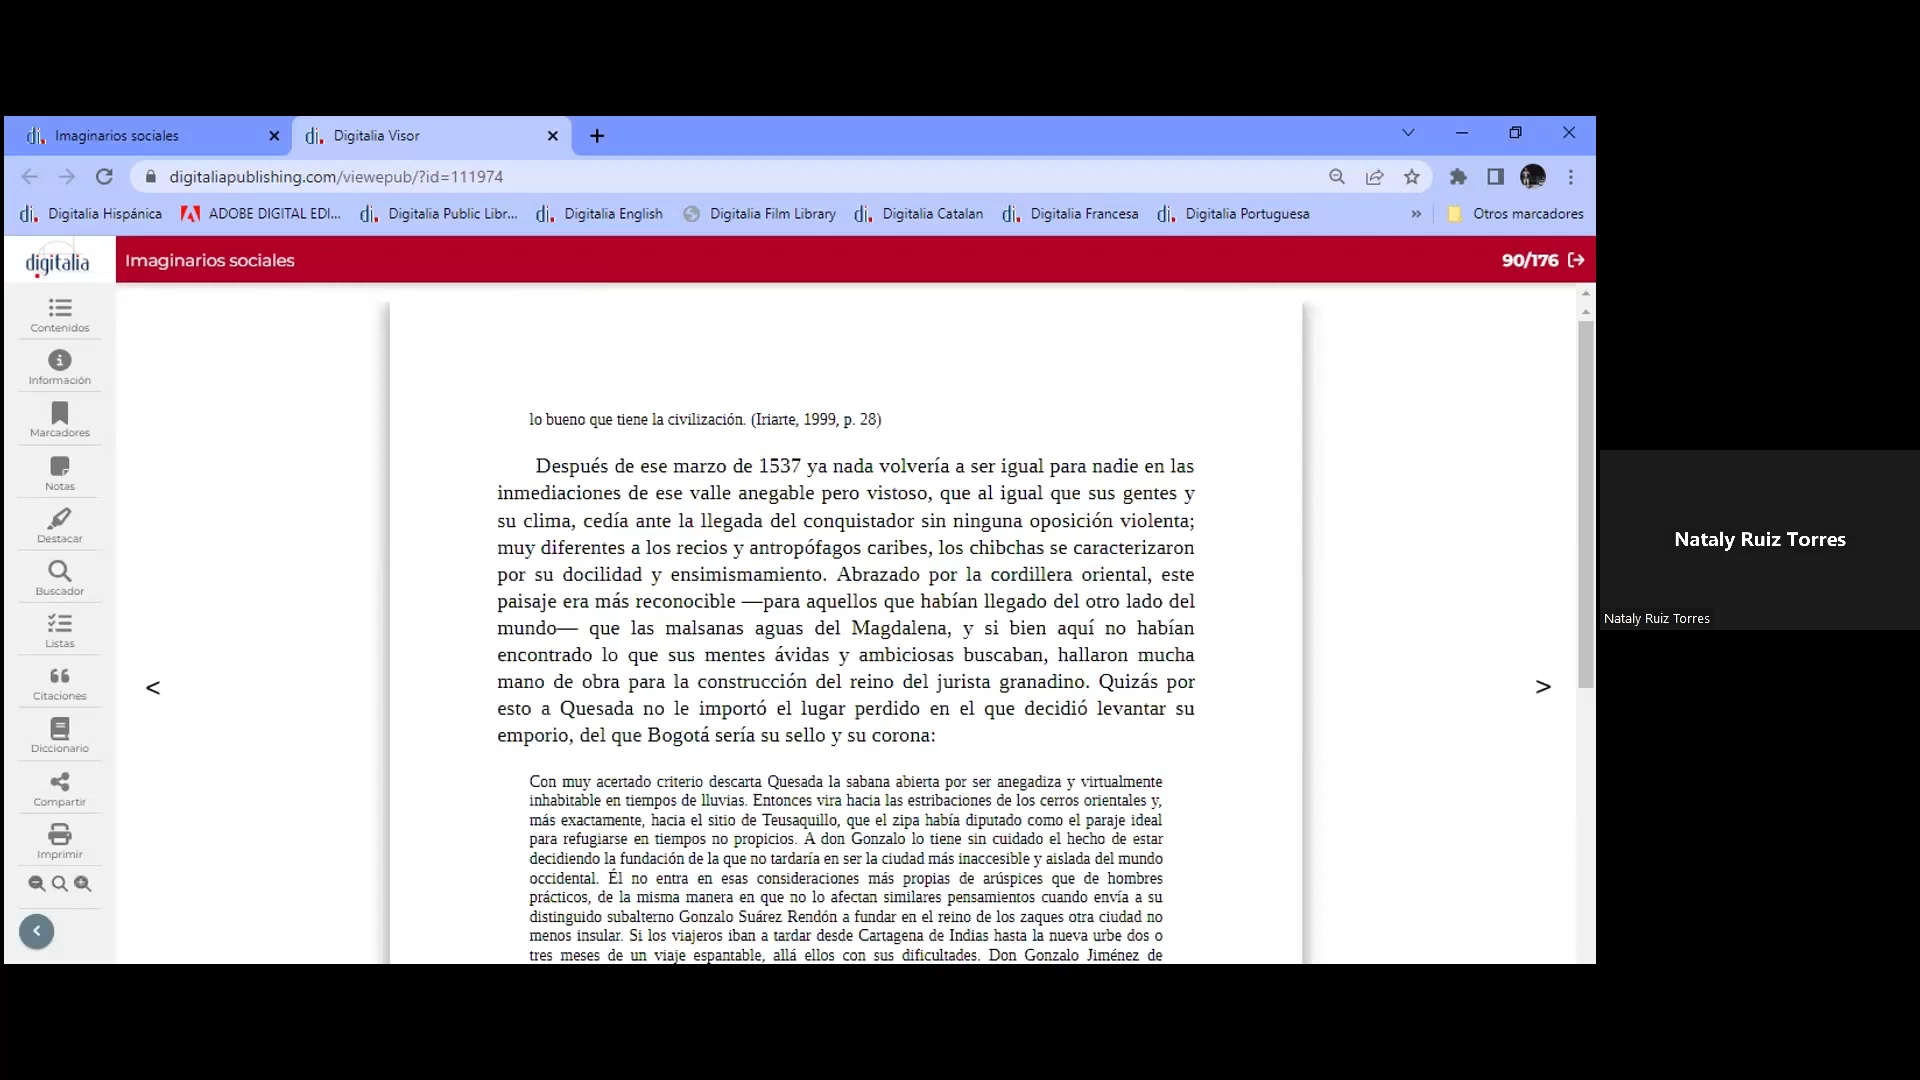 Imaginarios sociales
Digitalia Visor
digitaliapublishing.com/viewepub/?id=111974
Digitalia Hispánica
ADOBE DIGITAL EDI...
Digitalia Public Libr...
Digitalia English
Digitalia Film Library
Digitalia Catalan
Digitalia Francesa
Digitalia Portuguesa
»
Otros marcadores
digitalia
Imaginarios sociales
90/176
Contenidos
Información
Marcadores
Notas
Destacar
Buscador
Listas
Citaciones
Diccionario
Compartir
Imprimir
<
lo bueno que tiene la civilización. (Iriarte, 1999, p. 28)
Después de ese marzo de 1537 ya nada volvería a ser igual para nadie en las
inmediaciones de ese valle anegable pero vistoso, que al igual que sus gentes y
su clima, cedía ante la llegada del conquistador sin ninguna oposición violenta;
muy diferentes a los recios y antropófagos caribes, los chibchas se caracterizaron
por su docilidad y ensimismamiento. Abrazado por la cordillera oriental, este
paisaje era más reconocible —para aquellos que habían llegado del otro lado del
mundo— que las malsanas aguas del Magdalena, y si bien aquí no habían
encontrado lo que sus mentes ávidas y ambiciosas buscaban, hallaron mucha
mano de obra para la construcción del reino del jurista granadino. Quizás por
esto a Quesada no le importó el lugar perdido en el que decidió levantar su
emporio, del que Bogotá sería su sello y su corona:
Con muy acertado criterio descarta Quesada la sabana abierta por ser anegadiza y virtualmente
inhabitable en tiempos de lluvias. Entonces vira hacia las estribaciones de los cerros orientales y,
más exactamente, hacia el sitio de Teusaquillo, que el zipa había diputado como el paraje ideal
para refugiarse en tiempos no propicios. A don Gonzalo lo tiene sin cuidado el hecho de estar
decidiendo la fundación de la que no tardaría en ser la ciudad más inaccesible y aislada del mundo
occidental. Él no entra en esas consideraciones más propias de arúspices que de hombres
prácticos, de la misma manera en que no lo afectan similares pensamientos cuando envía a su
distinguido subalterno Gonzalo Suárez Rendón a fundar en el reino de los zaques otra ciudad no
menos insular. Si los viajeros iban a tardar desde Cartagena de Indias hasta la nueva urbe dos o
tres meses de un viaje espantable, allá ellos con sus dificultades. Don Gonzalo Jiménez de
>
Nataly Ruiz Torres
Nataly Ruiz Torres